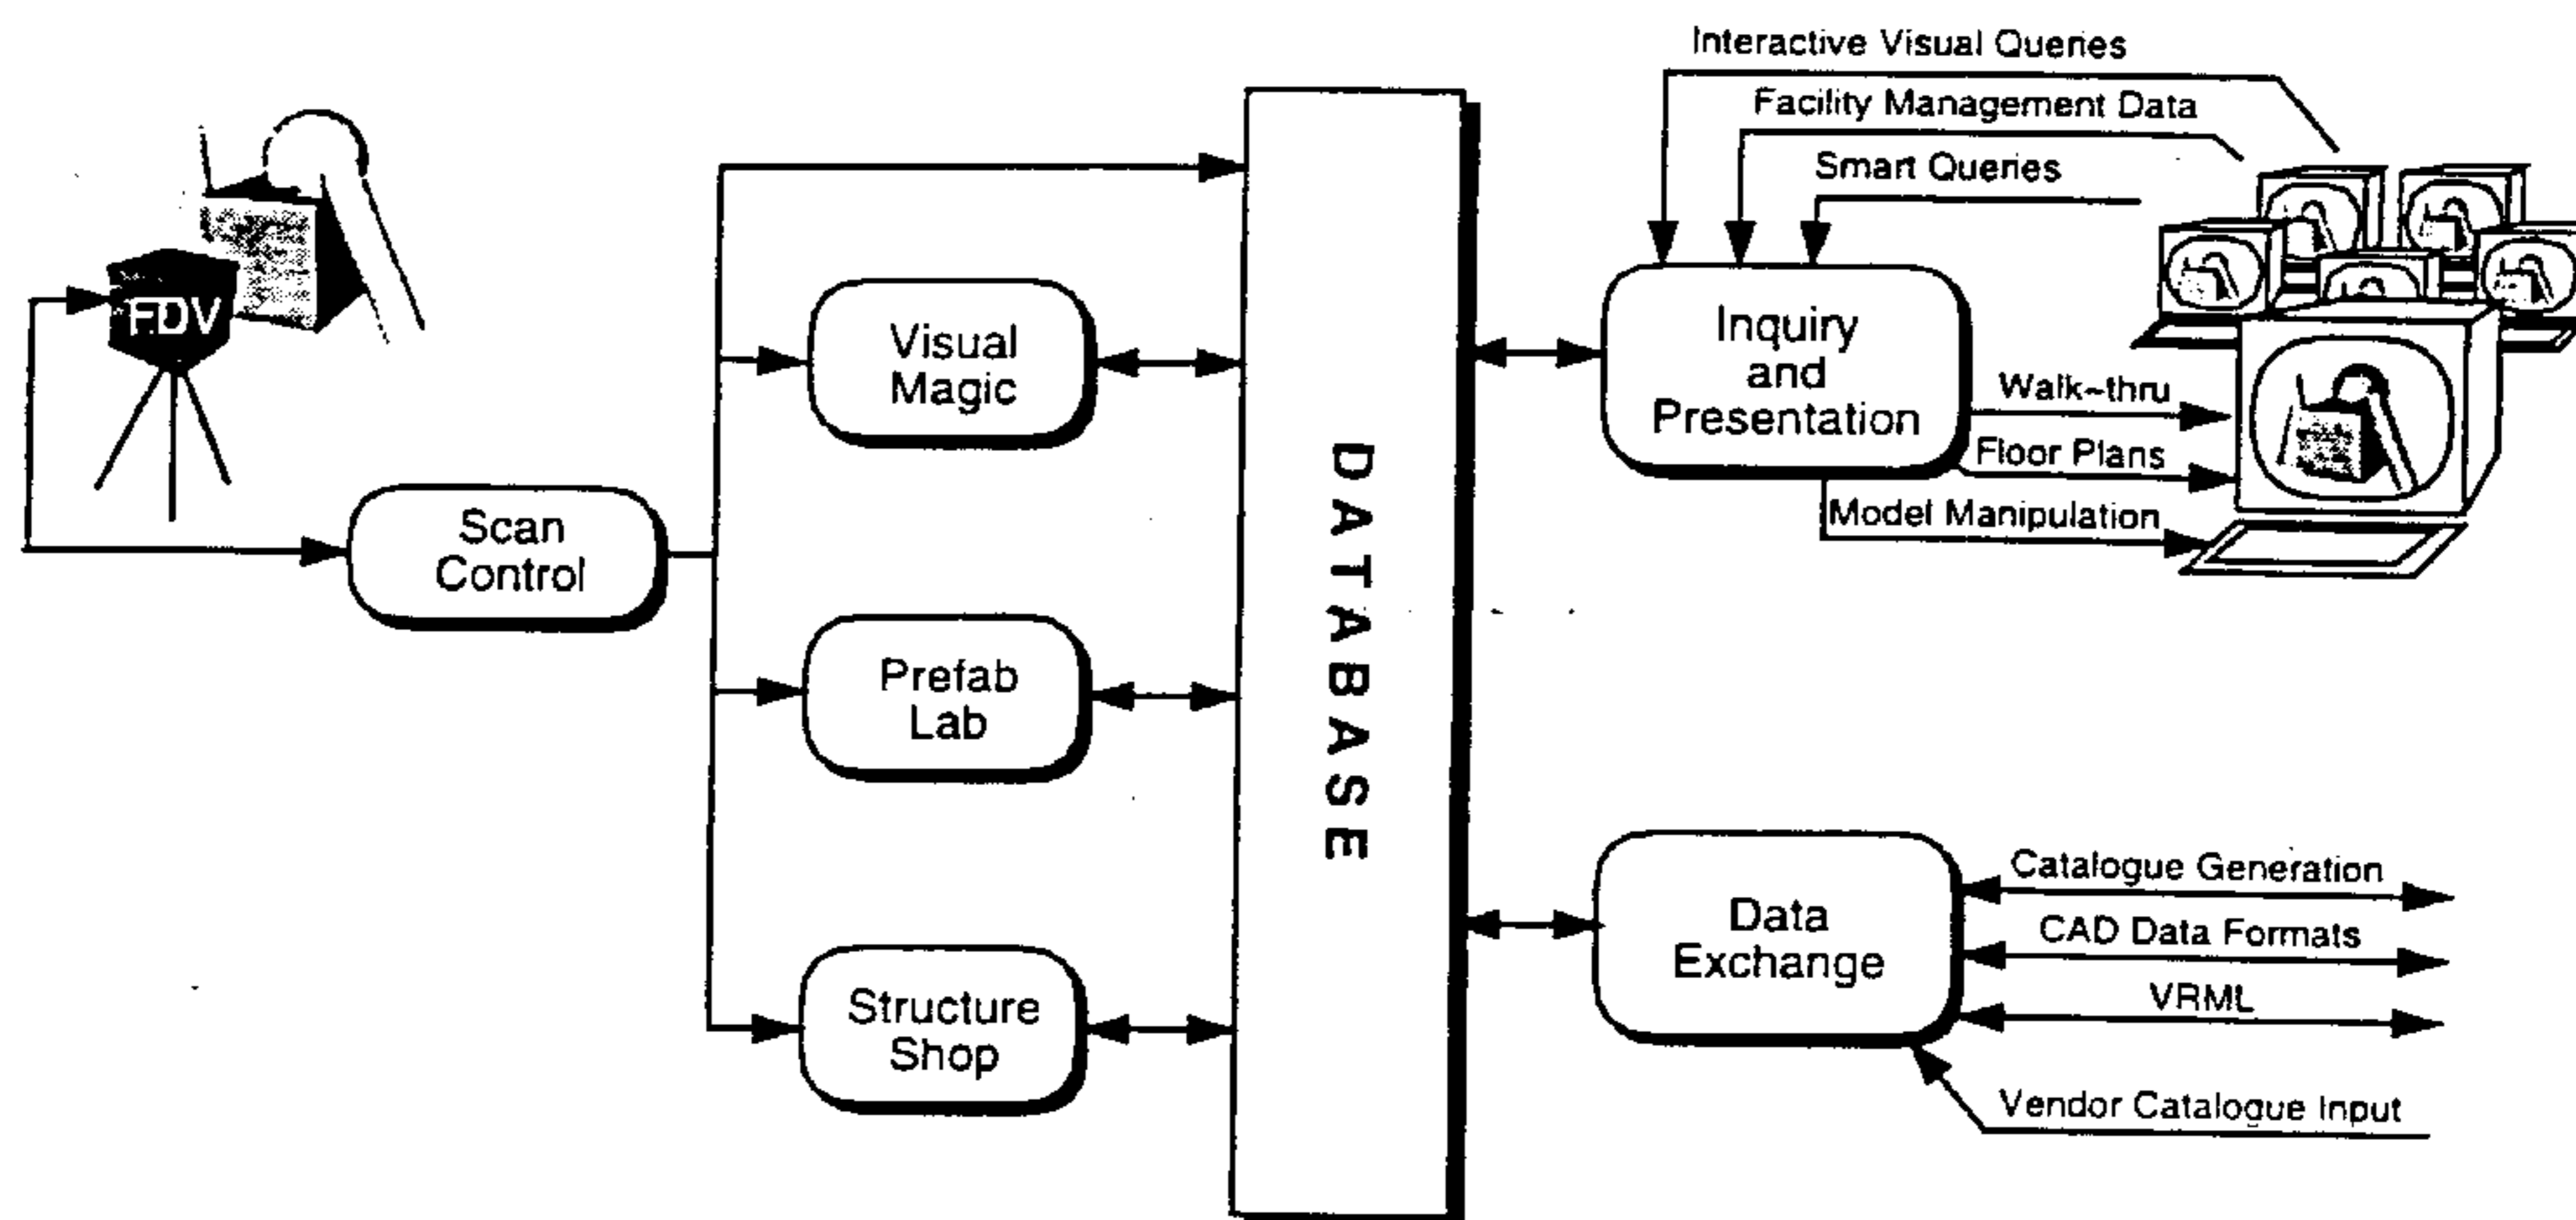 Interactive Visual Queries
Facility Management Data
Smart Queries
FDV
Visual
Magic
Inquiry
and
Presentation
Walk-thru
Floor Plans
Model Manipulation
Scan
Control
DATABASE
Prefab
Lab
Structure
Shop
Data
Exchange
Catalogue Generation
CAD Data Formats
VRML
Vendor Catalogue Input